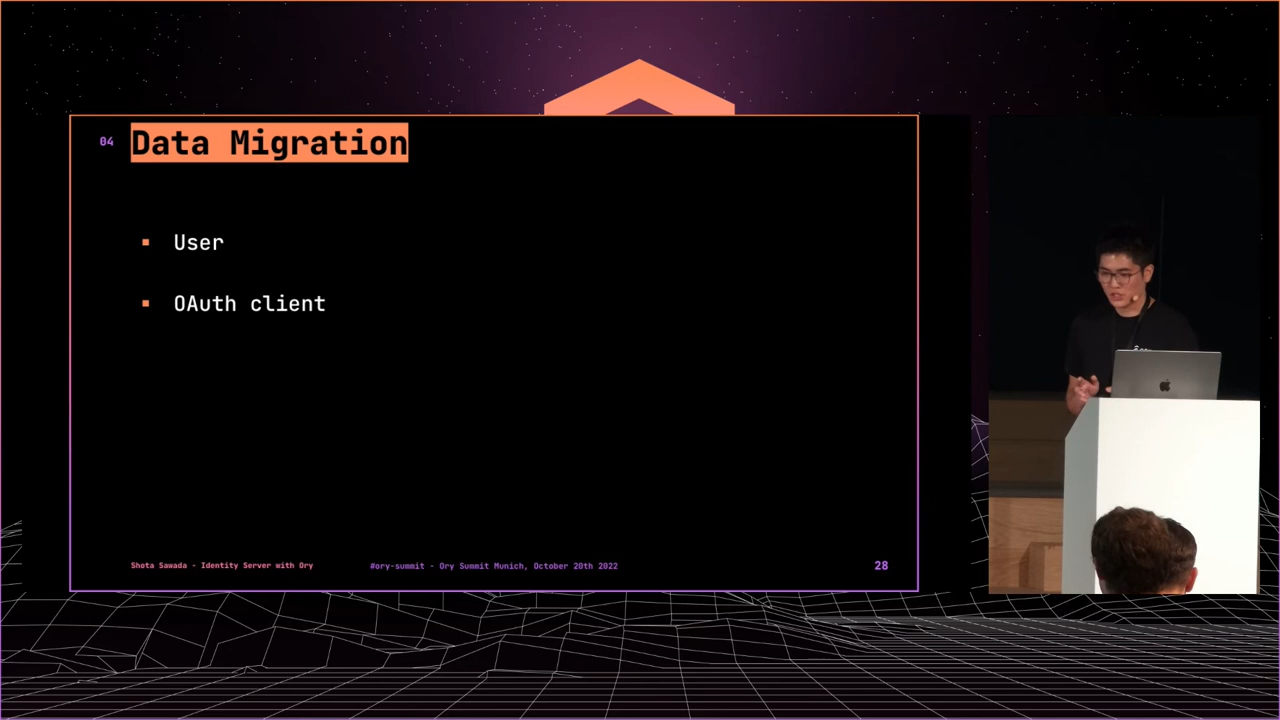 04
Data Migration
▪ User
▪ OAuth client
Shota Sawada - Identity Server with Ory
#ory-summit - Ory Summit Munich, October 20th 2022
28